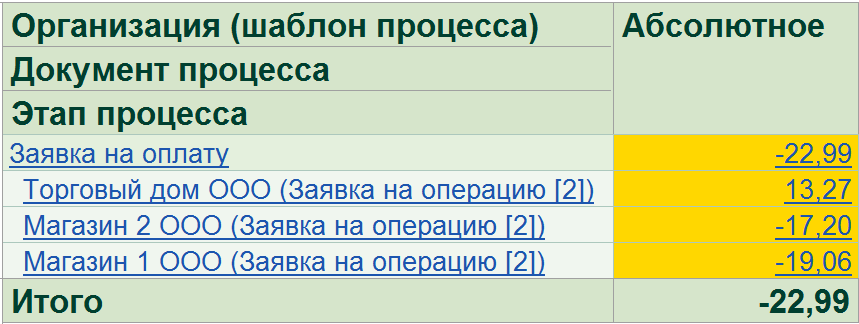 Организация (шаблон процесса) Абсолютное
Документ процесса
Этап процесса
Заявка на оплату -22,99
Торговый дом ООО (Заявка на операцию [2]) 13,27
Магазин 2 ООО (Заявка на операцию [2]) -17,20
Магазин 1 ООО (Заявка на операцию [2]) -19,06
Итого -22,99